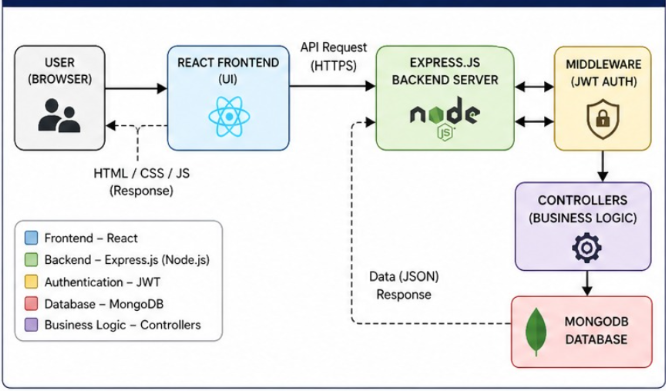 USER
(BROWSER)
REACT FRONTEND
(UI)
API Request
(HTTPS)
EXPRESS.JS
BACKEND SERVER
node
JS
MIDDLEWARE
(JWT AUTH)
HTML / CSS / JS
(Response)
CONTROLLERS
(BUSINESS LOGIC)
Frontend – React
Backend – Express.js (Node.js)
Authentication – JWT
Database – MongoDB
Business Logic – Controllers
Data (JSON)
Response
MONGODB
DATABASE